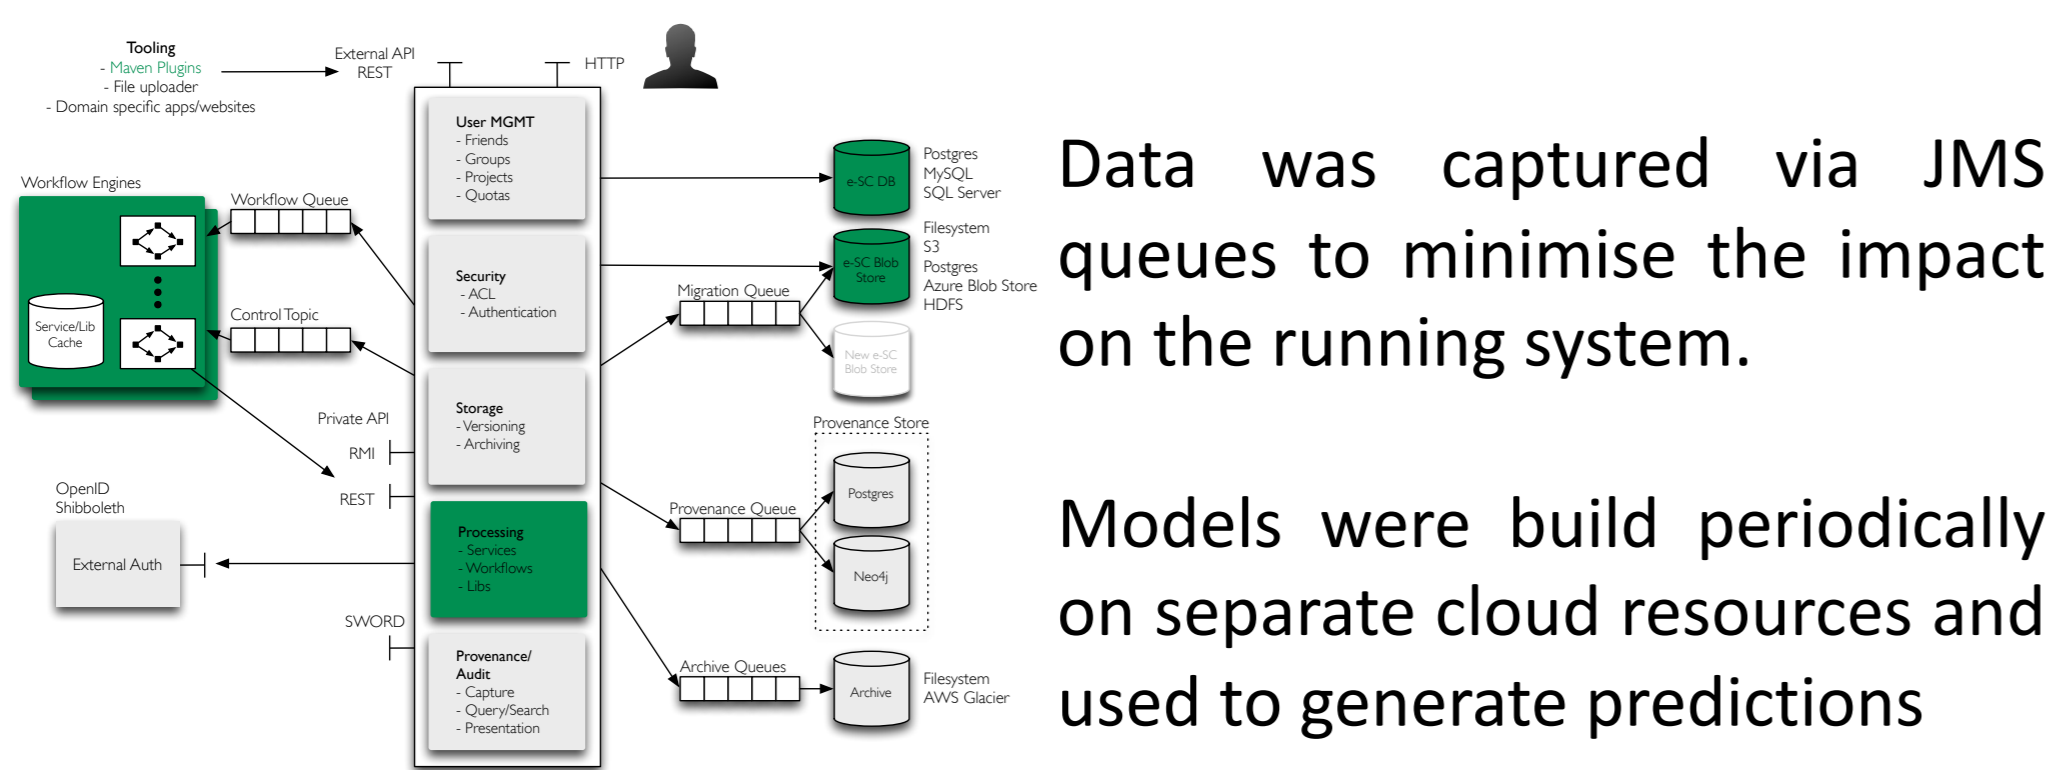 Tooling
- Maven Plugins
- File uploader
- Domain specific apps/websites
External API
REST
HTTP
User MGMT
- Friends
- Groups
- Projects
- Quotas
Security
- ACL
- Authentication
Storage
- Versioning
- Archiving
Processing
- Services
- Workflows
- Libs
Provenance/
Audit
- Capture
- Query/Search
- Presentation
Workflow Engines
Service/Lib
Cache
Workflow Queue
Control Topic
Private API
RMI
REST
OpenID
Shibboleth
External Auth
SWORD
e-SC DB
Postgres
MySQL
SQL Server
e-SC Blob
Store
Filesystem
S3
Postgres
Azure Blob Store
HDFS
Migration Queue
New e-SC
Blob Store
Provenance Store
Postgres
Neo4j
Provenance Queue
Archive Queues
Archive
Filesystem
AWS Glacier
Data was captured via JMS
queues to minimise the impact
on the running system.
Models were build periodically
on separate cloud resources and
used to generate predictions